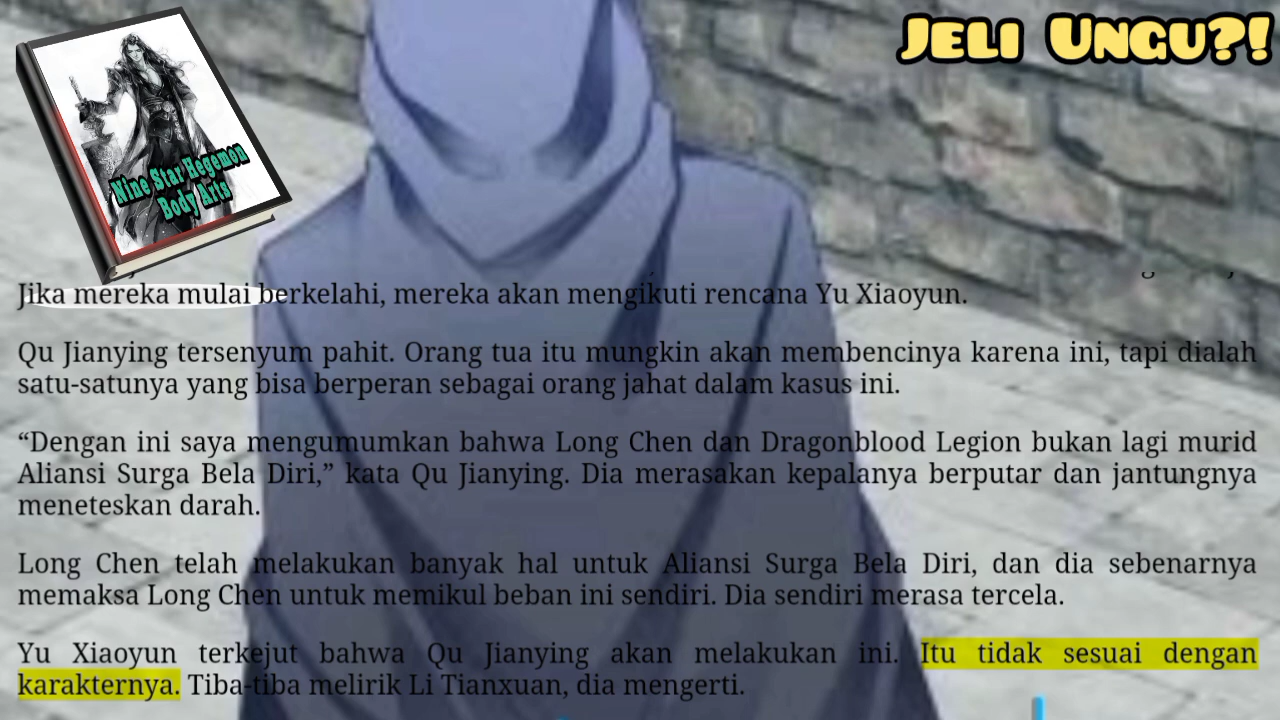 Jeli Ungu?!
Nine Star Hegemon
Body Arts
Jika mereka mulai berkelahi, mereka akan mengikuti rencana Yu Xiaoyun.
Qu Jianying tersenyum pahit. Orang tua itu mungkin akan membencinya karena ini, tapi dialah
satu-satunya yang bisa berperan sebagai orang jahat dalam kasus ini.
“Dengan ini saya mengumumkan bahwa Long Chen dan Dragonblood Legion bukan lagi murid
Aliansi Surga Bela Diri,” kata Qu Jianying. Dia merasakan kepalanya berputar dan jantungnya
meneteskan darah.
Long Chen telah melakukan banyak hal untuk Aliansi Surga Bela Diri, dan dia sebenarnya
memaksa Long Chen untuk memikul beban ini sendiri. Dia sendiri merasa tercela.
Yu Xiaoyun terkejut bahwa Qu Jianying akan melakukan ini. Itu tidak sesuai dengan
karakternya. Tiba-tiba melirik Li Tianxuan, dia mengerti.